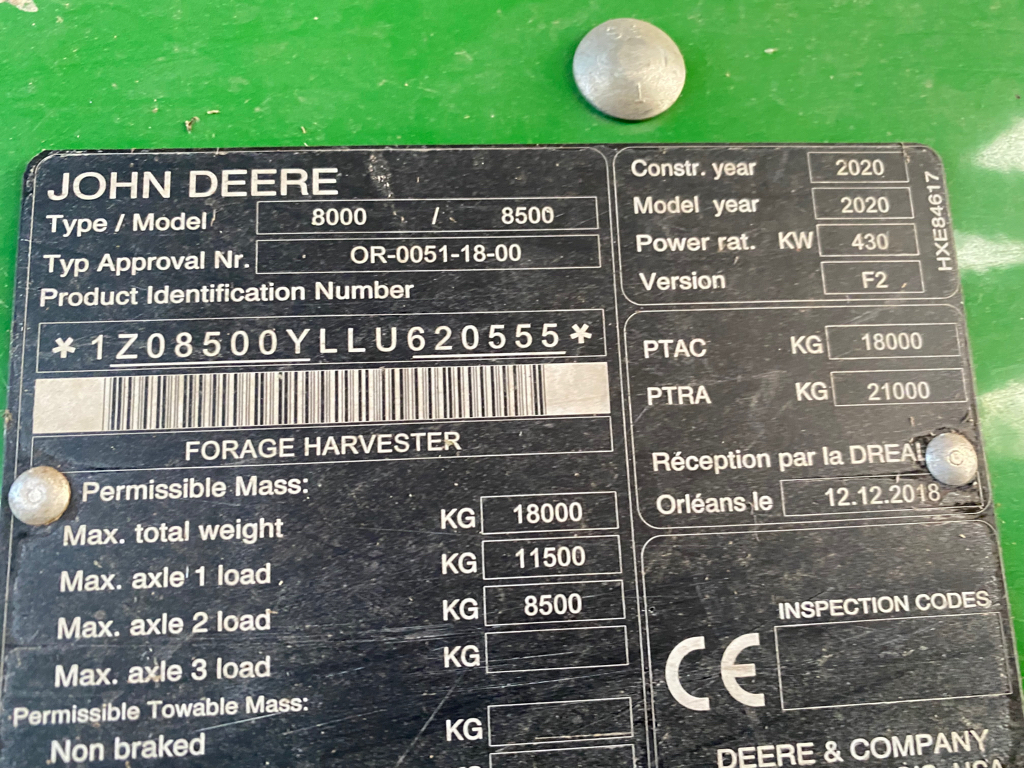 JOHN DEERE
Type / Model 8000 / 8500
Typ Approval Nr. OR-0051-18-00
Product Identification Number
*1Z08500YLLU620555*
FORAGE HARVESTER
Permissible Mass:
Max. total weight KG 18000
Max. axle 1 load KG 11500
Max. axle 2 load KG 8500
Max. axle 3 load KG
Permissible Towable Mass:
Non braked KG
Constr. year 2020
Model year 2020
Power rat. KW 430
Version F2
HXE84617
PTAC KG 18000
PTRA KG 21000
Réception par la DREAL
Orléans le 12.12.2018
INSPECTION CODES
CE
DEERE & COMPANY